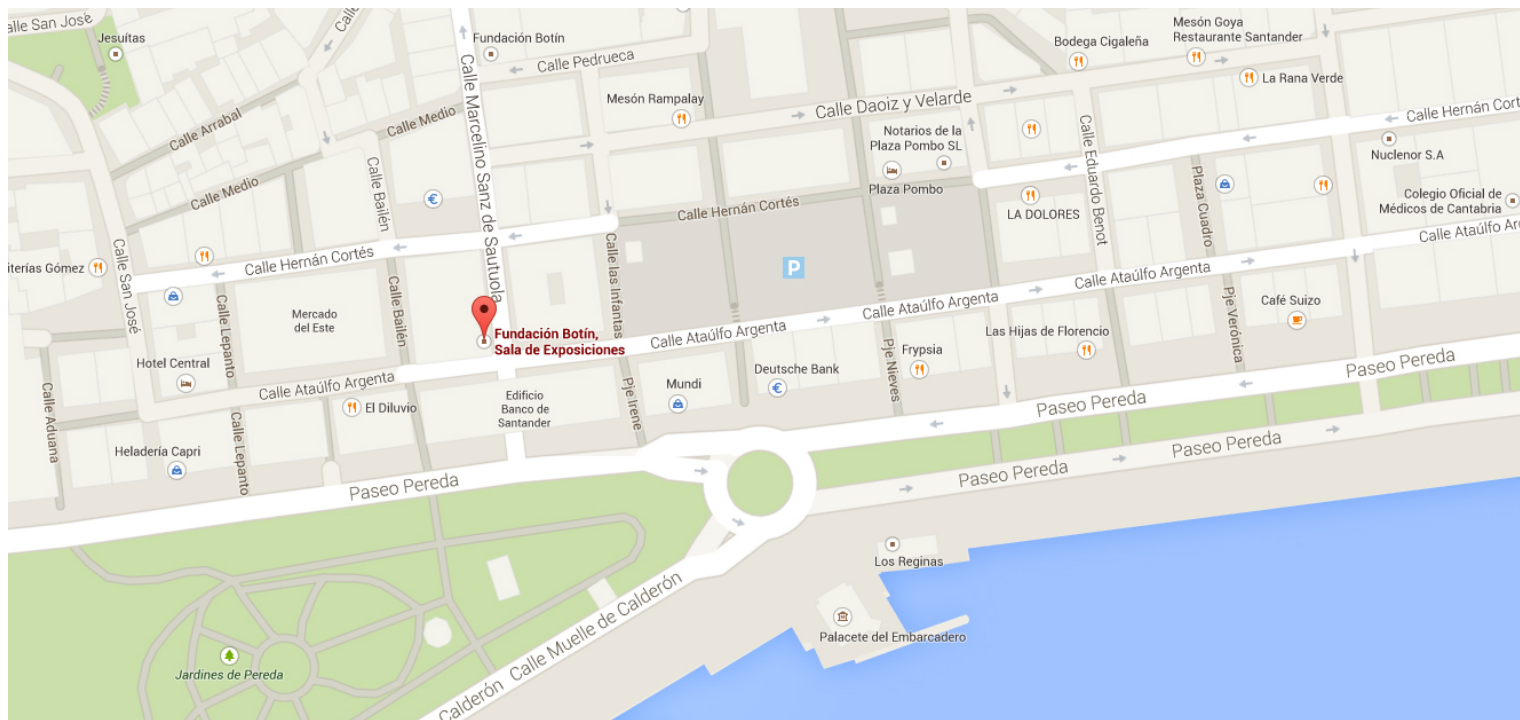 alle San José
Calle
Jesuítas
Fundación Botín
Calle Marcelino Sanz de Sautuola
Calle Pedrueca
Mesón Goya
Restaurante Santander
Bodega Cigaleña
La Rana Verde
Mesón Rampalay
Calle Daoiz y Velarde
Calle Arrabal
Calle Medio
Notarios de la
Plaza Pombo SL
Calle Hernán Cortés
Nuclenor S.A
Calle Medio
Calle Bailén
€
Plaza Pombo
Calle Eduardo Benot
Plaza Cuadro
Colegio Oficial de
Médicos de Cantabria
LA DOLORES
Calle Hernán Cortés
Calle Ataúlfo Ar
Calle Hernán Cortés
Calle las Infantas
P
iterías Gómez
Calle San José
Calle Ataúlfo Argenta
Calle Ataúlfo Argenta
Café Suizo
Mercado
del Este
Calle Lepanto
Calle Bailén
Fundación Botín,
Sala de Exposiciones
Calle Ataúlfo Argenta
Las Hijas de Florencio
Pje Verónica
Hotel Central
Calle Ataúlfo Argenta
Frypsia
Pje Nieves
Deutsche Bank
€
Mundi
Pje Irene
Paseo Pereda
Calle Aduana
El Diluvio
Edificio
Banco de
Santander
Paseo Pereda
Heladería Capri
Calle Lepanto
Paseo Pereda
Paseo Pereda
Paseo Pereda
Los Reginas
Palacete del Embarcadero
Calle Muelle de Calderón
Calderón
Jardines de Pereda